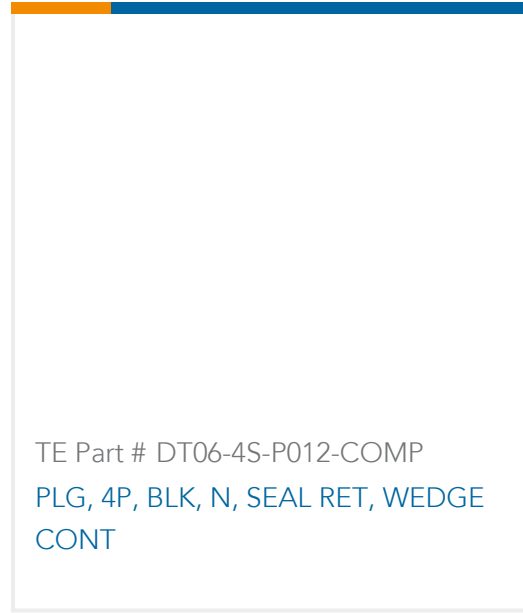 TE Part # DT06-4S-P012-COMP
PLG, 4P, BLK, N, SEAL RET, WEDGE
CONT